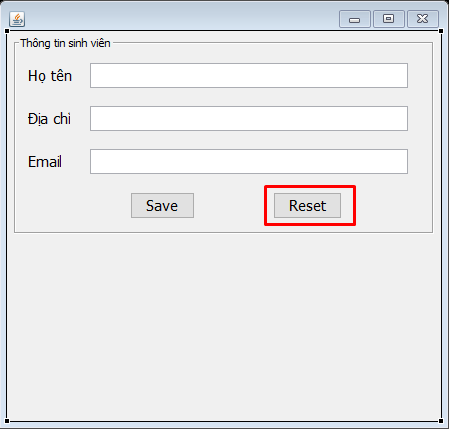 Thông tin sinh viên
Họ tên
Địa chỉ
Email
Save Reset